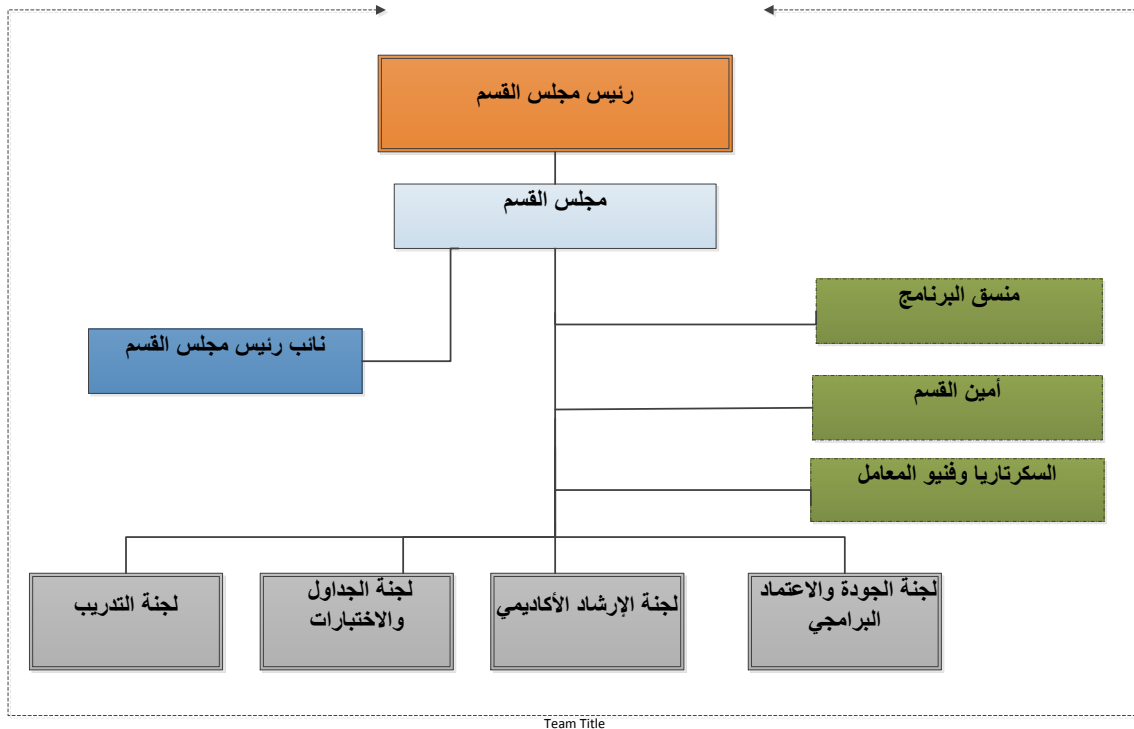 رئيس مجلس القسم
مجلس القسم
منسق البرنامج
نائب رئيس مجلس القسم
أمين القسم
السكرتاريا وفنيو المعامل
لجنة الجودة والاعتماد
البرامجي
لجنة الإرشاد الأكاديمي
لجنة الجداول
والاختبارات
لجنة التدريب
Team Title